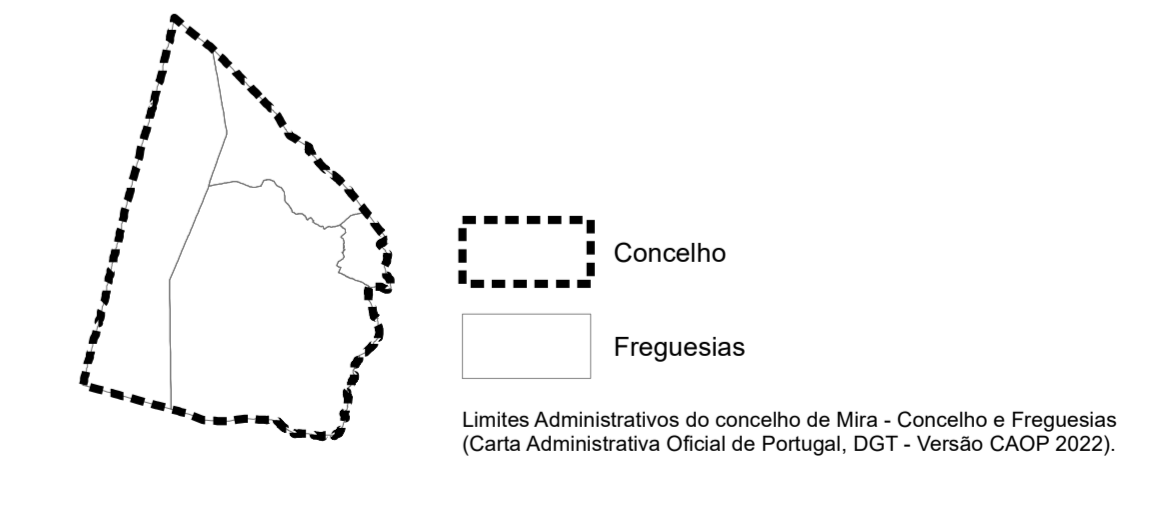 Concelho
Freguesias
Limites Administrativos do concelho de Mira - Concelho e Freguesias
(Carta Administrativa Oficial de Portugal, DGT - Versão CAOP 2022).